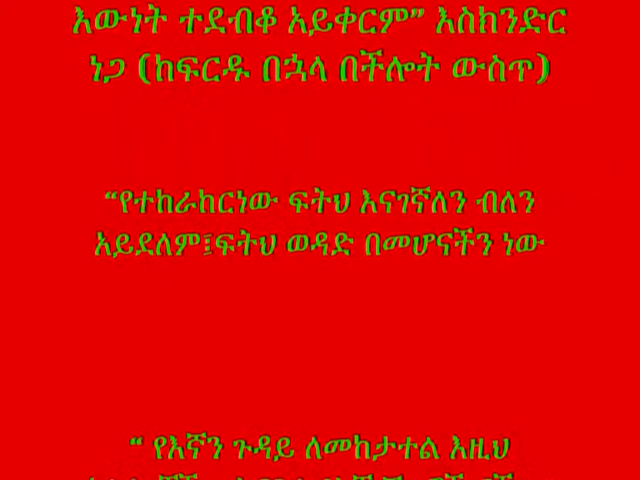 እውነት ተደብቆ አይቀርም” እስክንድር
ነጋ (ከፍርዱ በኋላ በችሎት ውስጥ)
“የተከራከርነው ፍትህ እናገኛለን ብለን
አይደለም፤ፍትህ ወዳድ በመሆናችን ነው
“ የእኛን ጉዳይ ለመከታተል እዚህ